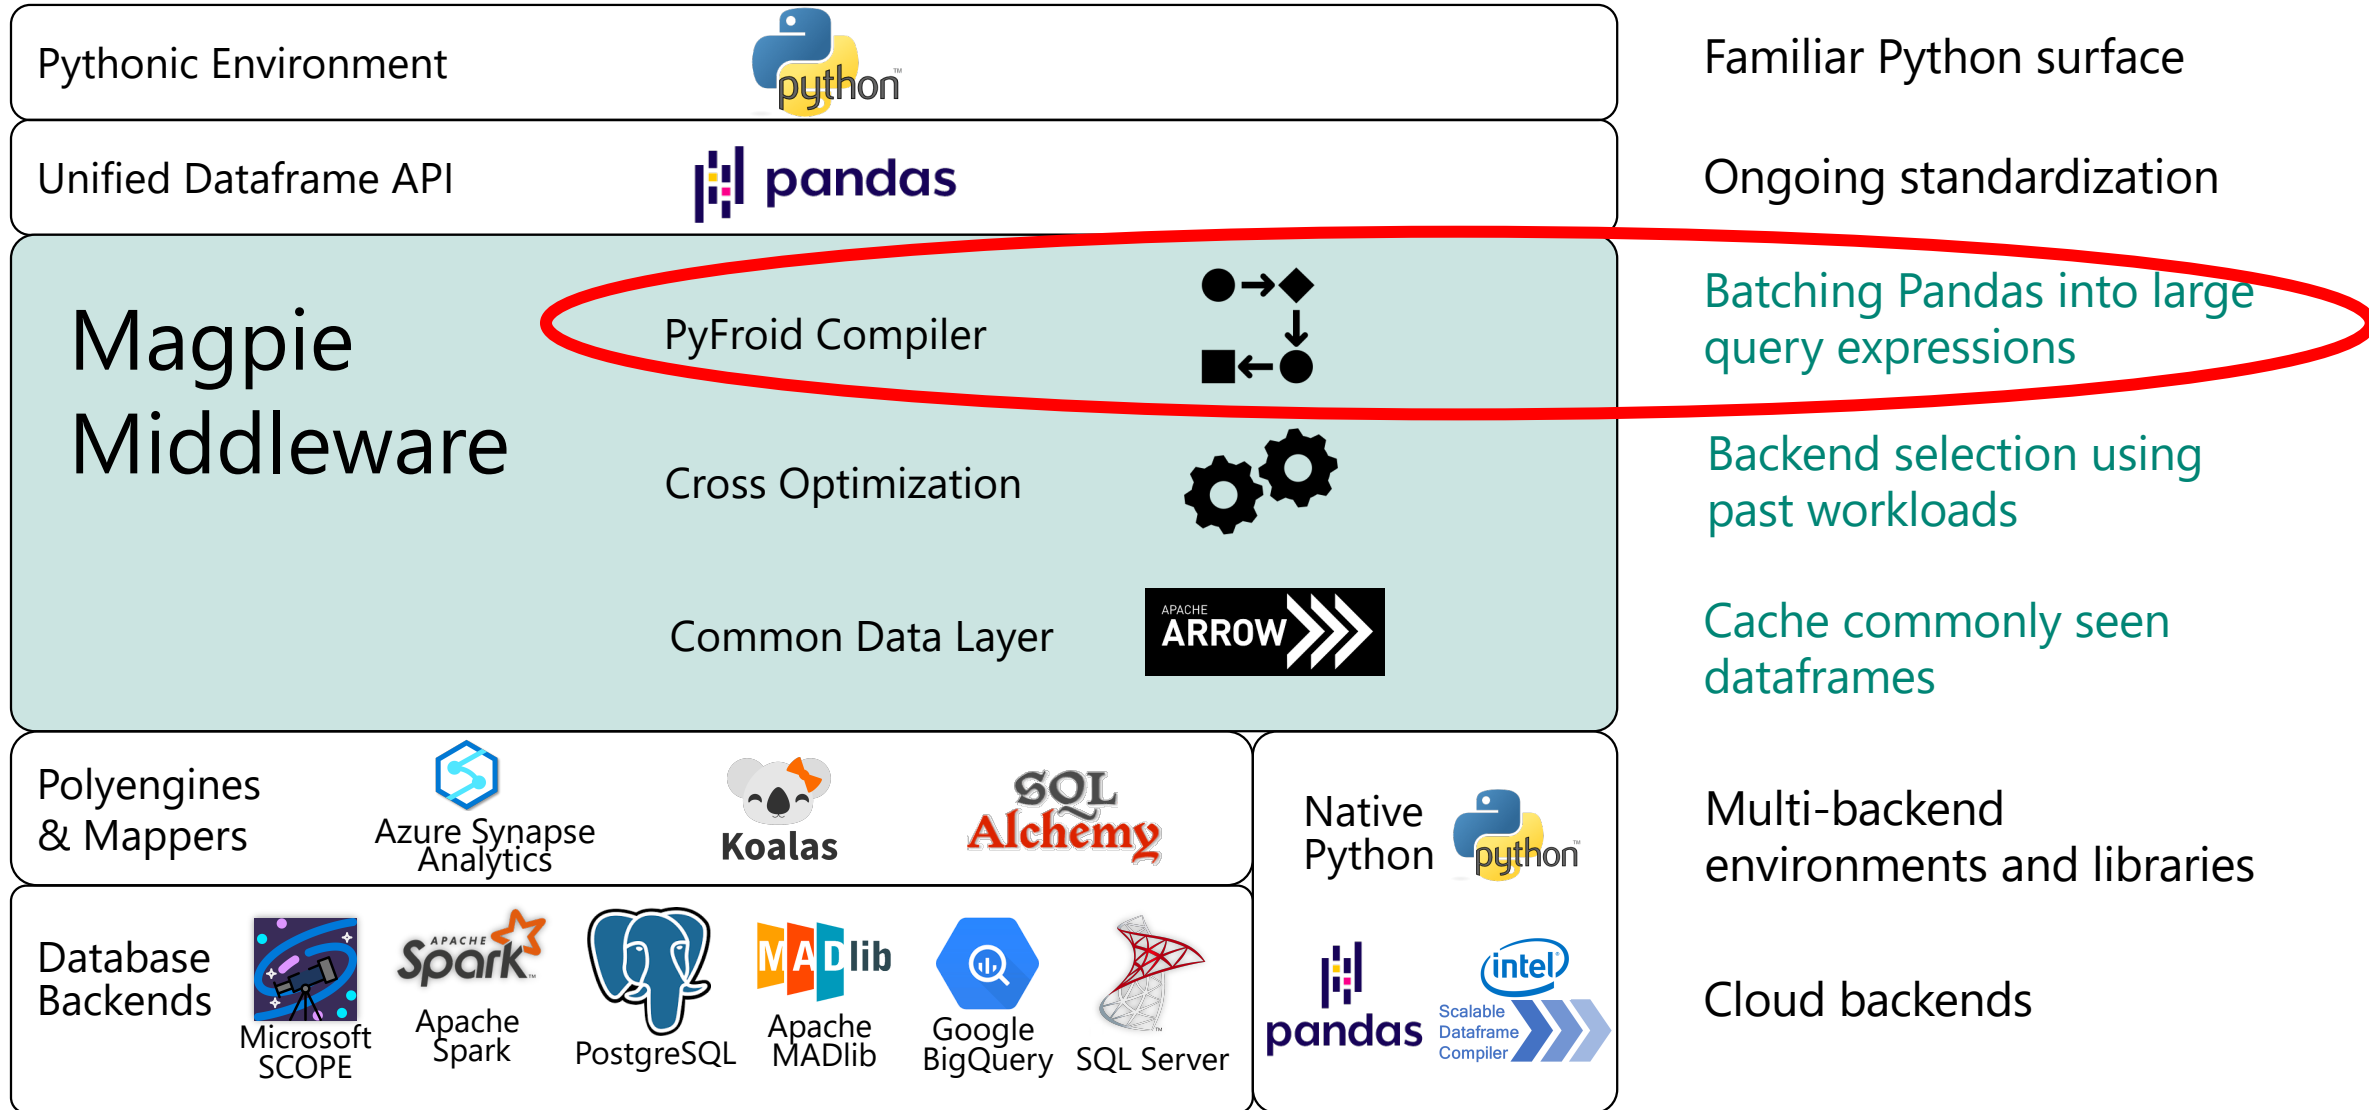 Pythonic Environment
python™
Familiar Python surface
Unified Dataframe API
pandas
Ongoing standardization
Magpie
Middleware
PyFroid Compiler
Batching Pandas into large
query expressions
Cross Optimization
Backend selection using
past workloads
Common Data Layer
APACHE
ARROW
Cache commonly seen
dataframes
Polyengines
& Mappers
Azure Synapse
Analytics
Koalas
SQL
Alchemy
Native
Python
python™
Multi-backend
environments and libraries
Database
Backends
Microsoft
SCOPE
APACHE
Spark™
Apache
Spark
PostgreSQL
MADlib
Apache
MADlib
Google
BigQuery
SQL Server
pandas
intel
Scalable
Dataframe
Compiler
Cloud backends